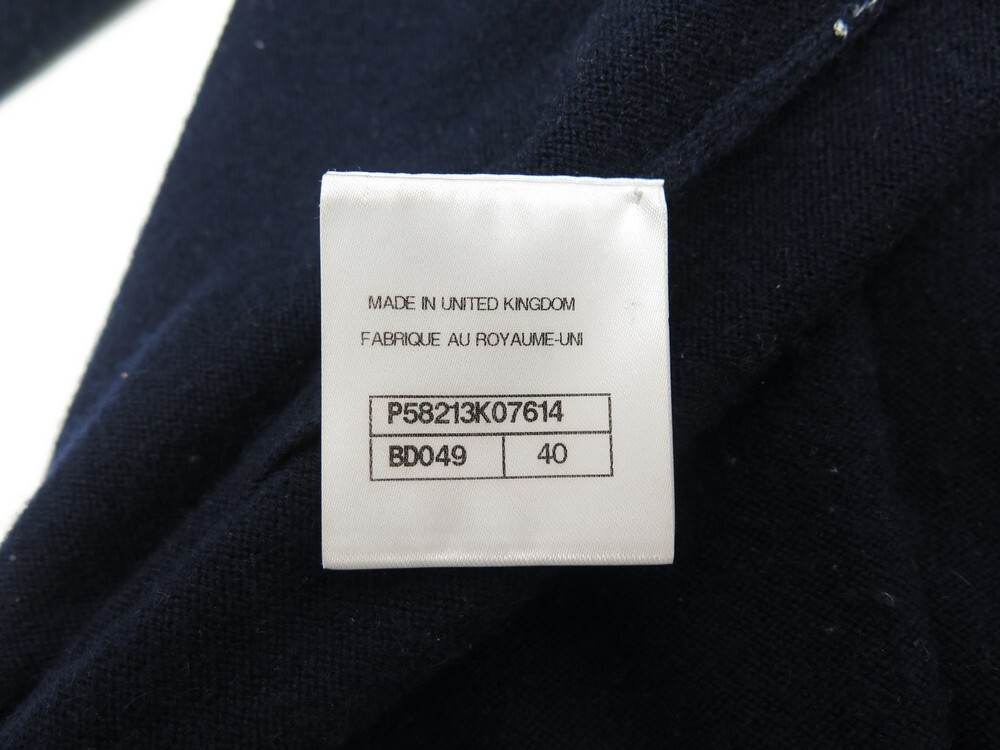 MADE IN UNITED KINGDOM
FABRIQUE AU ROYAUME-UNI
P58213K07614
BD049 40